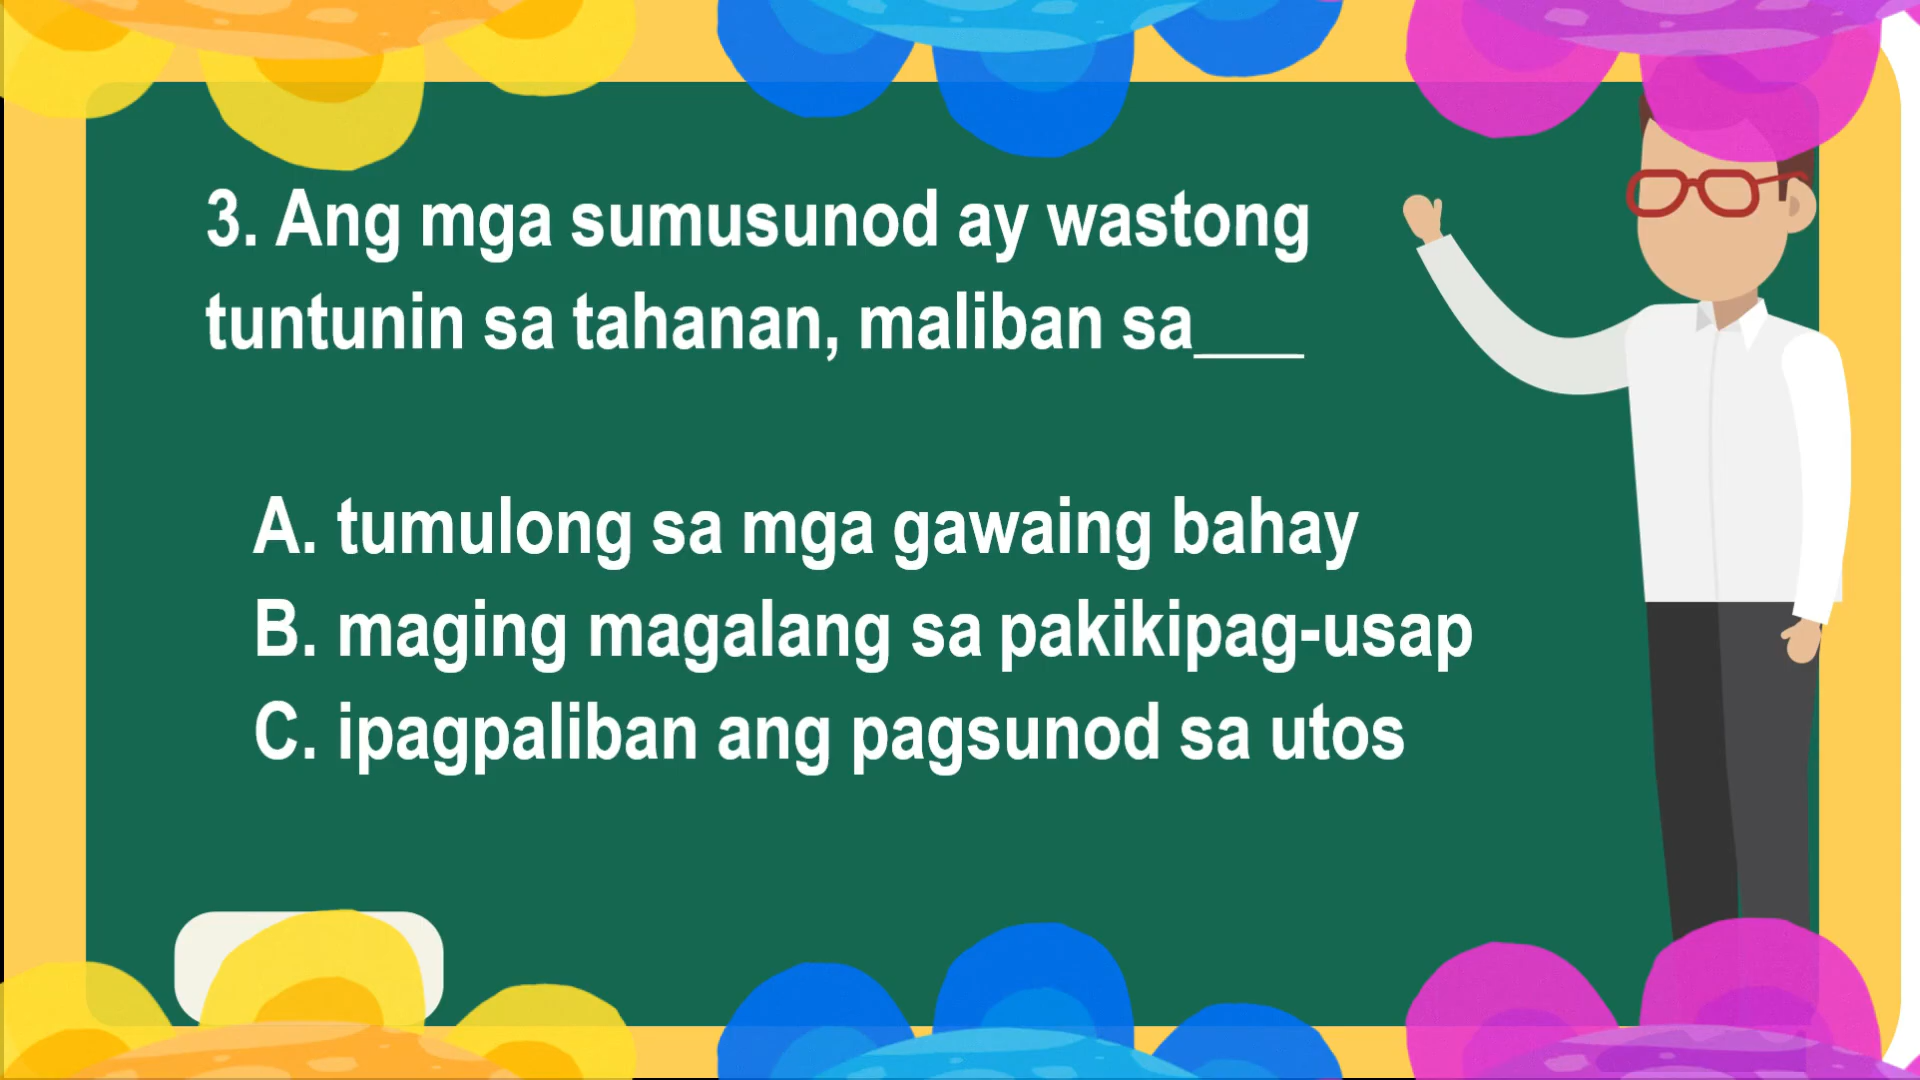 3. Ang mga sumusunod ay wastong
tuntunin sa tahanan, maliban sa___
A. tumulong sa mga gawaing bahay
B. maging magalang sa pakikipag-usap
C. ipagpaliban ang pagsunod sa utos